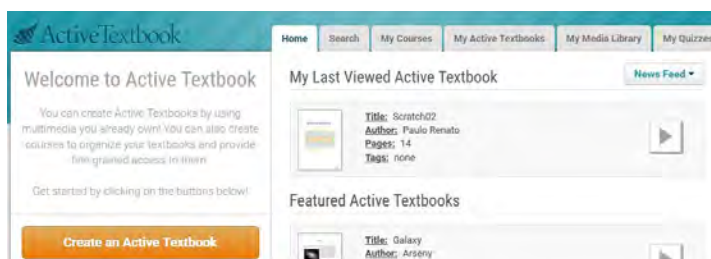 ActiveTextbook
Home
Search
My Courses
My Active Textbooks
My Media Library
My Quizzes
Welcome to Active Textbook
You can create Active Textbooks by using
multimedia you already own! You can also create
courses to organize your textbooks and provide
fine grained access to them.
Get started by clicking on the buttons below!
Create an Active Textbook
My Last Viewed Active Textbook
News Feed
Title: Scratch02
Author: Paulo Renato
Pages: 14
Tags: none
Featured Active Textbooks
Title: Galaxy
Author: Arseny